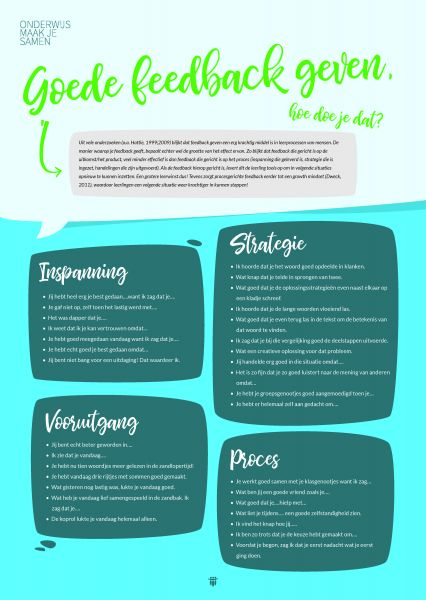 ONDERWIJS
MAAK JE
SAMEN
Goede feedback geven,
hoe doe je dat?
Uit vele onderzoeken (o.a. Hattie, 1999,2009) blijkt dat feedback geven een erg krachtig middel is in leerprocessen van mensen. De
manier waarop je feedback geeft, bepaalt echter wel de grootte van het effect ervan. Zo blijkt dat feedback die gericht is op de
uitkomst/het product, veel minder effectief is dan feedback die gericht is op het proces (inspanning die geleverd is, strategie die is
ingezet, handelingen die zijn uitgevoerd). Als de feedback hierop gericht is, levert dit de leerling tools op om in volgende situaties
opnieuw te kunnen inzetten. Een grotere leerwinst dus! Tevens zorgt procesgerichte feedback eerder tot een growth mindset (Dweck,
2011), waardoor leerlingen een volgende situatie weer krachtiger in kunnen stappen!
Inspanning
• Jij hebt heel erg je best gedaan....want ik zag dat je....
• Je gaf niet op, zelf toen het lastig werd met....
• Het was dapper dat je....
• Ik weet dat ik je kan vertrouwen omdat...
• Je hebt goed meegedaan vandaag want ik zag dat je....
• Je hebt echt goed je best gedaan omdat...
• Jij bent niet bang voor een uitdaging! Dat waardeer ik.
Strategie
• Ik hoorde dat je het woord goed opdeelde in klanken.
• Wat knap dat je telde in sprongen van twee.
• Wat goed dat je de oplossingsstrategieën even naast elkaar op
een kladje schreef.
• Ik hoorde dat je de lange woorden vloeiend las.
• Wat goed dat je even terug las in de tekst om de betekenis van
dat woord te vinden.
• Ik zag dat je bij die vergelijking goed de deelstappen uitvoerde.
• Wat een creatieve oplossing voor dat probleem.
• Jij handelde erg goed in die situatie omdat ....
• Het is zo fijn dat je zo goed luistert naar de mening van anderen
omdat...
• Je hebt je groepsgenootjes goed aangemoedigd toen je...
• Je hebt er helemaal zelf aan gedacht om....
Vooruitgang
• Jij bent echt beter geworden in....
• Ik zie dat je vandaag....
• Je hebt nu tien woordjes meer gelezen in de zandlopertijd!
• Je hebt vandaag drie rijtjes met sommen goed gemaakt.
• Wat gisteren nog lastig was, lukte je vandaag goed.
• Wat heb je vandaag lief samengespeeld in de zandbak. Ik
zag dat je....
• De koprol lukte je vandaag helemaal alleen.
Proces
• Je werkt goed samen met je klasgenootjes want ik zag...
• Wat ben jij een goede vriend zoals je....
• Wat goed dat je....hielp met...
• Wat liet je tijdens.... een goede zelfstandigheid zien.
• Ik vind het knap hoe jij.....
• Ik ben zo trots dat je de keuze hebt gemaakt om....
• Voordat je begon, zag ik dat je eerst nadacht wat je eerst
ging doen.